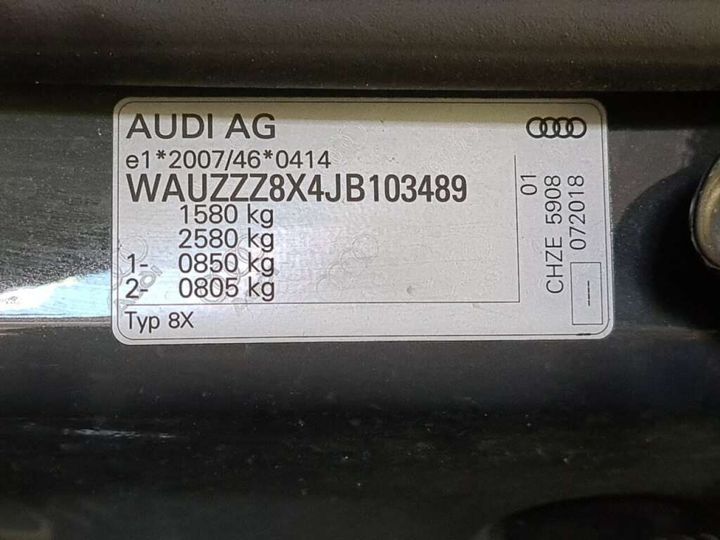 AUDI AG
e1*2007/46*0414
WAUZZZ8X4JB103489
1580 kg
2580 kg
1- 0850 kg
2- 0805 kg
Typ 8X
01
CHZE 5908
072018